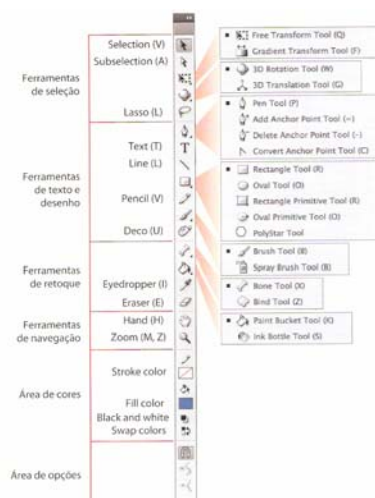 Ferramentas
de seleção
Selection (V)
Subselection (A)
Lasso (L)
Ferramentas
de texto e
desenho
Text (T)
Line (L)
Pencil (V)
Deco (U)
Ferramentas
de retoque
Eyedropper (I)
Eraser (E)
Ferramentas
de navegação
Hand (H)
Zoom (M, Z)
Área de cores
Stroke color
Fill color
Black and white
Swap colors
Área de opções
T
Free Transform Tool (Q)
Gradient Transform Tool (F)
3D Rotation Tool (W)
3D Translation Tool (G)
Pen Tool (P)
Add Anchor Point Tool (=)
Delete Anchor Point Tool (-)
Convert Anchor Point Tool (C)
Rectangle Tool (R)
Oval Tool (O)
Rectangle Primitive Tool (R)
Oval Primitive Tool (O)
PolyStar Tool
Brush Tool (B)
Spray Brush Tool (B)
Bone Tool (X)
Bind Tool (Z)
Paint Bucket Tool (K)
Ink Bottle Tool (S)